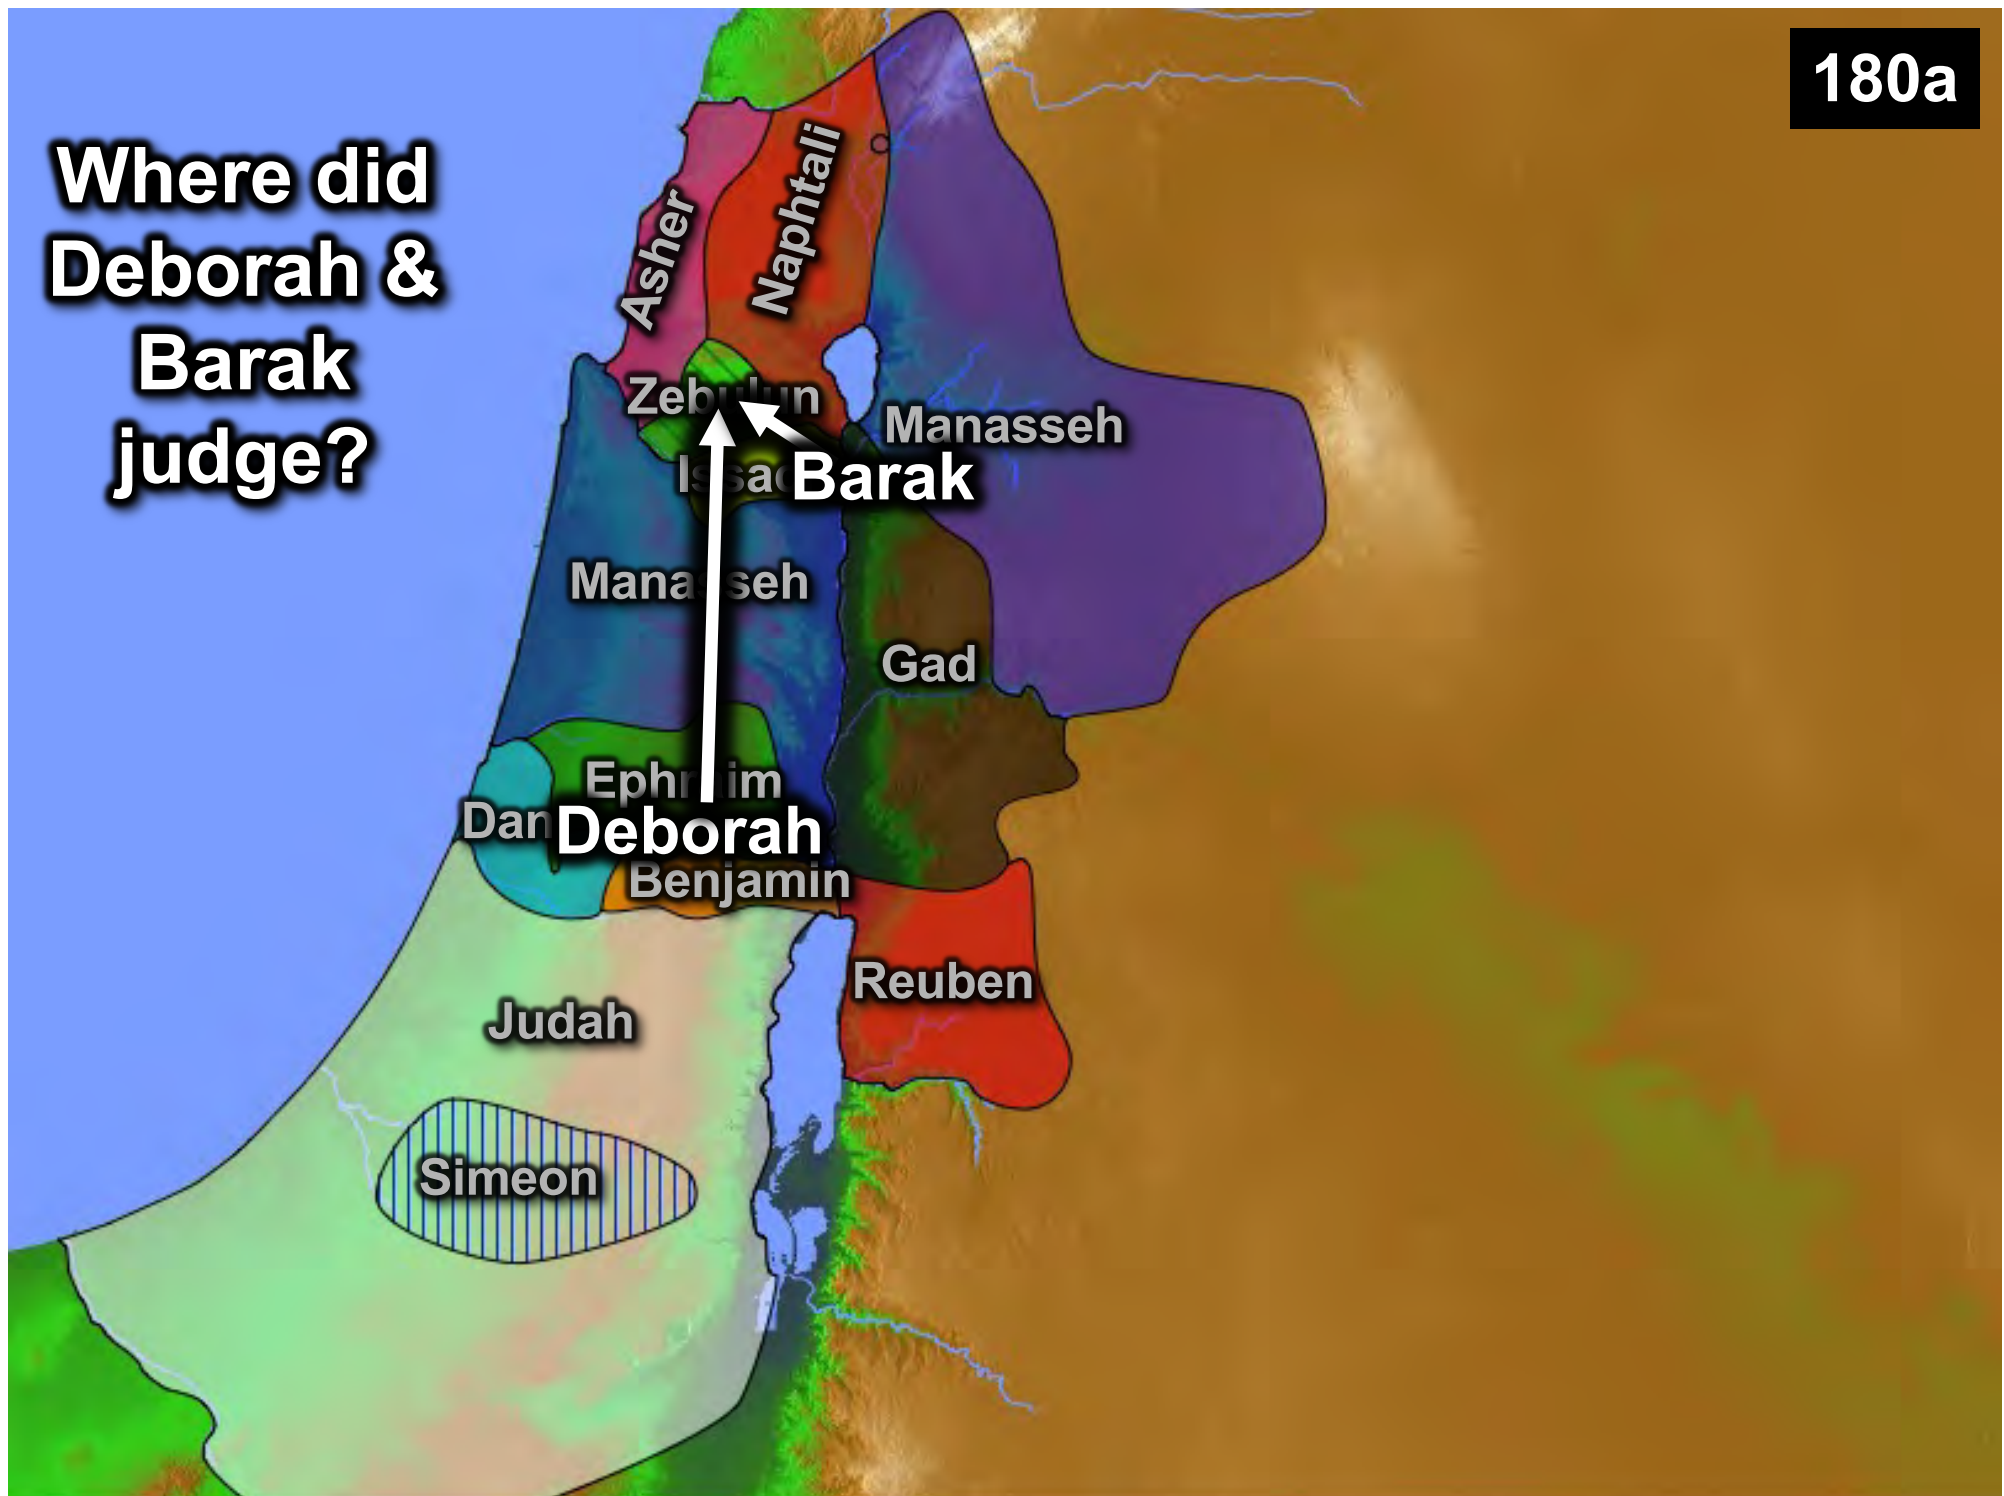 180a
Where did
Deborah &
Barak
judge?
Naphtali
Asher
Zebulun
Manasseh
Barak
Manasseh
Gad
Ephraim
Dan
Deborah
Benjamin
Reuben
Judah
Simeon